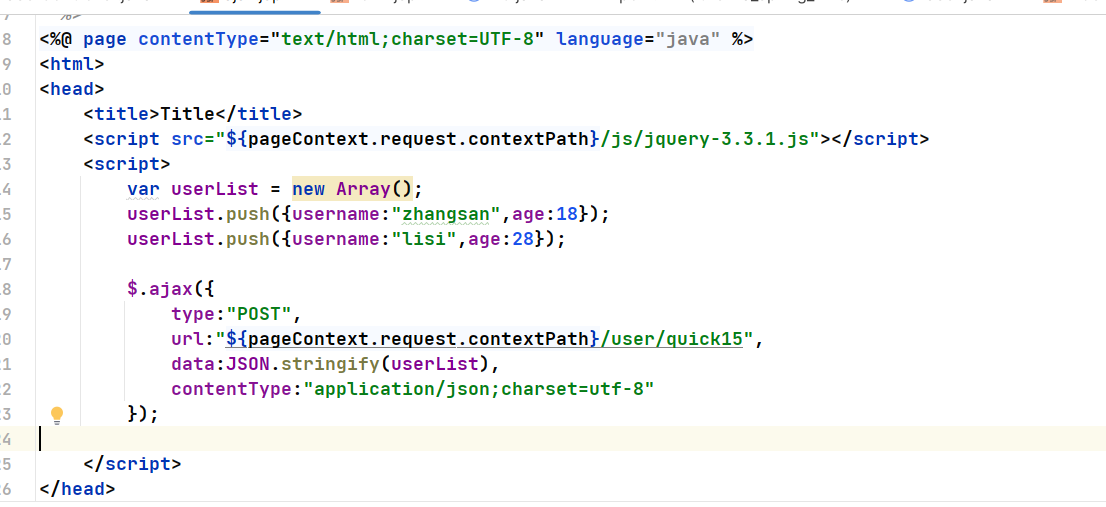 %>
8 <%@ page contentType="text/html;charset=UTF-8" language="java" %>
9 <html>
0 <head>
1     <title>Title</title>
2     <script src="${pageContext.request.contextPath}/js/jquery-3.3.1.js"></script>
3     <script>
4         var userList = new Array();
5         userList.push({username:"zhangsan",age:18});
6         userList.push({username:"lisi",age:28});
7
8         $.ajax({
9             type:"POST",
0             url:"${pageContext.request.contextPath}/user/quick15",
1             data:JSON.stringify(userList),
2             contentType:"application/json;charset=utf-8"
3         });
4
5     </script>
6 </head>